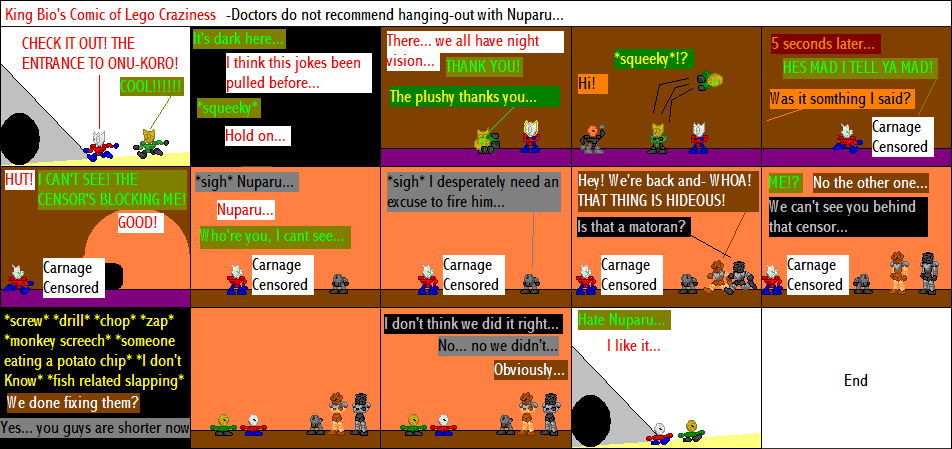 King Bio's Comic of Lego Craziness -Doctors do not recommend hanging-out with Nuparu...
CHECK IT OUT! THE
ENTRANCE TO ONU-KORO!
COOL!!!!!!
It's dark here...
I think this jokes been
pulled before...
*squeeky*
Hold on...
There... we all have night
vision...
THANK YOU!
The plushy thanks you...
*squeeky*!?
Hi!
5 seconds later...
HES MAD I TELL YA MAD!
Was it somthing I said?
Carnage
Censored
HUT!
I CAN'T SEE! THE
CENSOR'S BLOCKING ME!
GOOD!
Carnage
Censored
*sigh* Nuparu...
Nuparu...
Who're you, I cant see...
Carnage
Censored
*sigh* I desperately need an
excuse to fire him...
Carnage
Censored
Hey! We're back and- WHOA!
THAT THING IS HIDEOUS!
Is that a matoran?
Carnage
Censored
ME!?
No the other one...
We can't see you behind
that censor...
Carnage
Censored
*screw* *drill* *chop* *zap*
*monkey screech* *someone
eating a potato chip* *I don't
Know* *fish related slapping*
We done fixing them?
Yes... you guys are shorter now
I don't think we did it right...
No... no we didn't...
Obviously...
Hate Nuparu...
I like it...
End